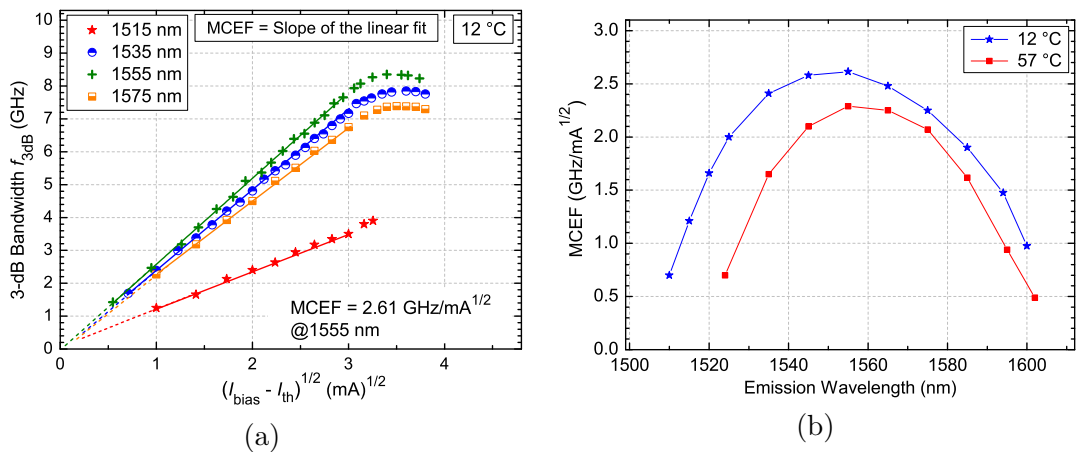 1515 nm
1535 nm
1555 nm
1575 nm
MCEF = Slope of the linear fit
12 °C
10
9
8
7
6
5
4
3
2
1
0
3-dB Bandwidth f3dB (GHz)
MCEF = 2.61 GHz/mA^1/2
@1555 nm
0 1 2 3 4
(Ibias - Ith)^1/2 (mA)^1/2
(a)
12 °C
57 °C
3.0
2.5
2.0
1.5
1.0
0.5
0.0
MCEF (GHz/mA^1/2)
1500 1520 1540 1560 1580 1600
Emission Wavelength (nm)
(b)